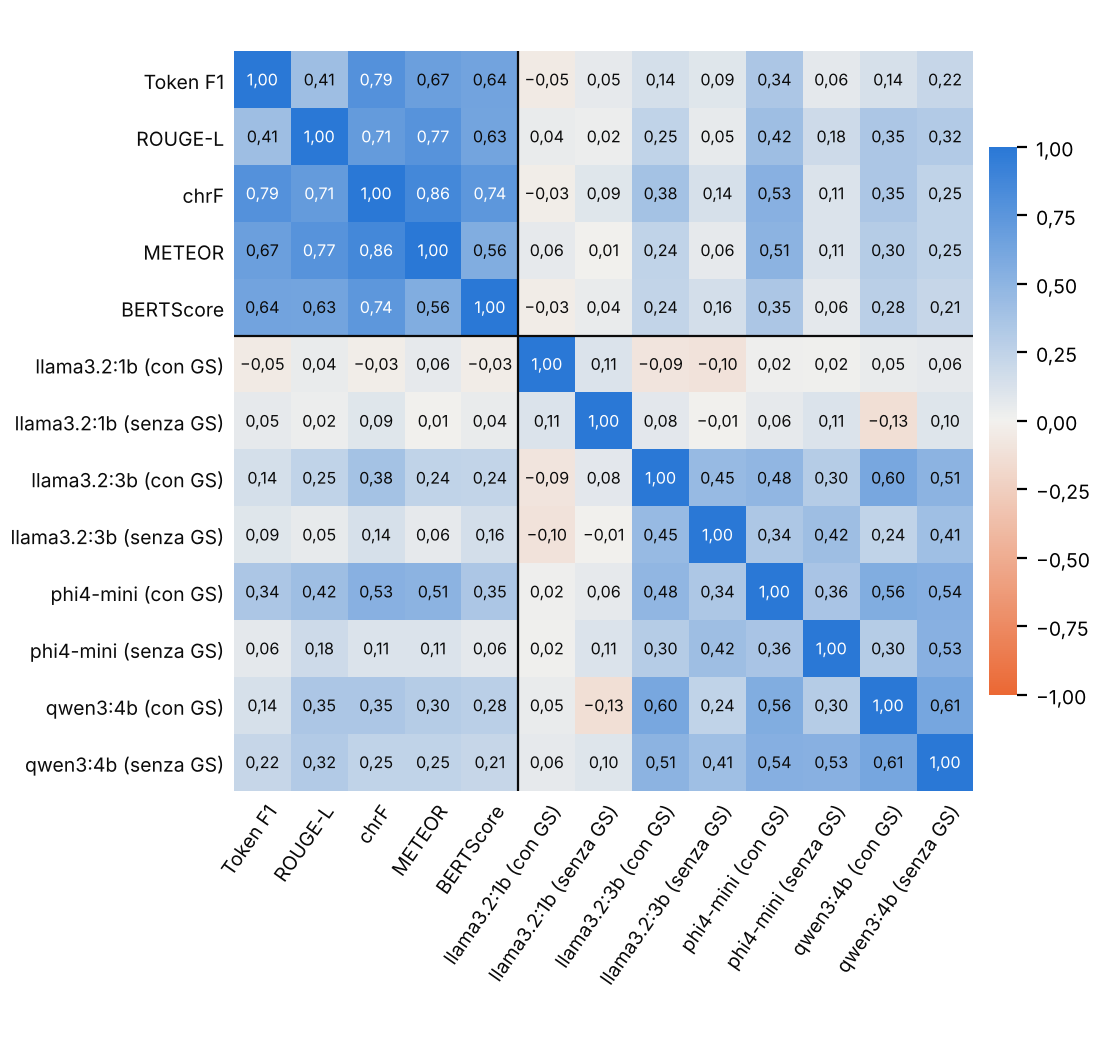 Token F1 1,00 0,41 0,79 0,67 0,64 −0,05 0,05 0,14 0,09 0,34 0,06 0,14 0,22
ROUGE-L 0,41 1,00 0,71 0,77 0,63 0,04 0,02 0,25 0,05 0,42 0,18 0,35 0,32
chrF 0,79 0,71 1,00 0,86 0,74 −0,03 0,09 0,38 0,14 0,53 0,11 0,35 0,25
METEOR 0,67 0,77 0,86 1,00 0,56 0,06 0,01 0,24 0,06 0,51 0,11 0,30 0,25
BERTScore 0,64 0,63 0,74 0,56 1,00 −0,03 0,04 0,24 0,16 0,35 0,06 0,28 0,21
llama3.2:1b (con GS) −0,05 0,04 −0,03 0,06 −0,03 1,00 0,11 −0,09 −0,10 0,02 0,02 0,05 0,06
llama3.2:1b (senza GS) 0,05 0,02 0,09 0,01 0,04 0,11 1,00 0,08 −0,01 0,06 0,11 −0,13 0,10
llama3.2:3b (con GS) 0,14 0,25 0,38 0,24 0,24 −0,09 0,08 1,00 0,45 0,48 0,30 0,60 0,51
llama3.2:3b (senza GS) 0,09 0,05 0,14 0,06 0,16 −0,10 −0,01 0,45 1,00 0,34 0,42 0,24 0,41
phi4-mini (con GS) 0,34 0,42 0,53 0,51 0,35 0,02 0,06 0,48 0,34 1,00 0,36 0,56 0,54
phi4-mini (senza GS) 0,06 0,18 0,11 0,11 0,06 0,02 0,11 0,30 0,42 0,36 1,00 0,30 0,53
qwen3:4b (con GS) 0,14 0,35 0,35 0,30 0,28 0,05 −0,13 0,60 0,24 0,56 0,30 1,00 0,61
qwen3:4b (senza GS) 0,22 0,32 0,25 0,25 0,21 0,06 0,10 0,51 0,41 0,54 0,53 0,61 1,00
Token F1
ROUGE-L
chrF
METEOR
BERTScore
llama3.2:1b (con GS)
llama3.2:1b (senza GS)
llama3.2:3b (con GS)
llama3.2:3b (senza GS)
phi4-mini (con GS)
phi4-mini (senza GS)
qwen3:4b (con GS)
qwen3:4b (senza GS)
1,00
0,75
0,50
0,25
0,00
−0,25
−0,50
−0,75
−1,00